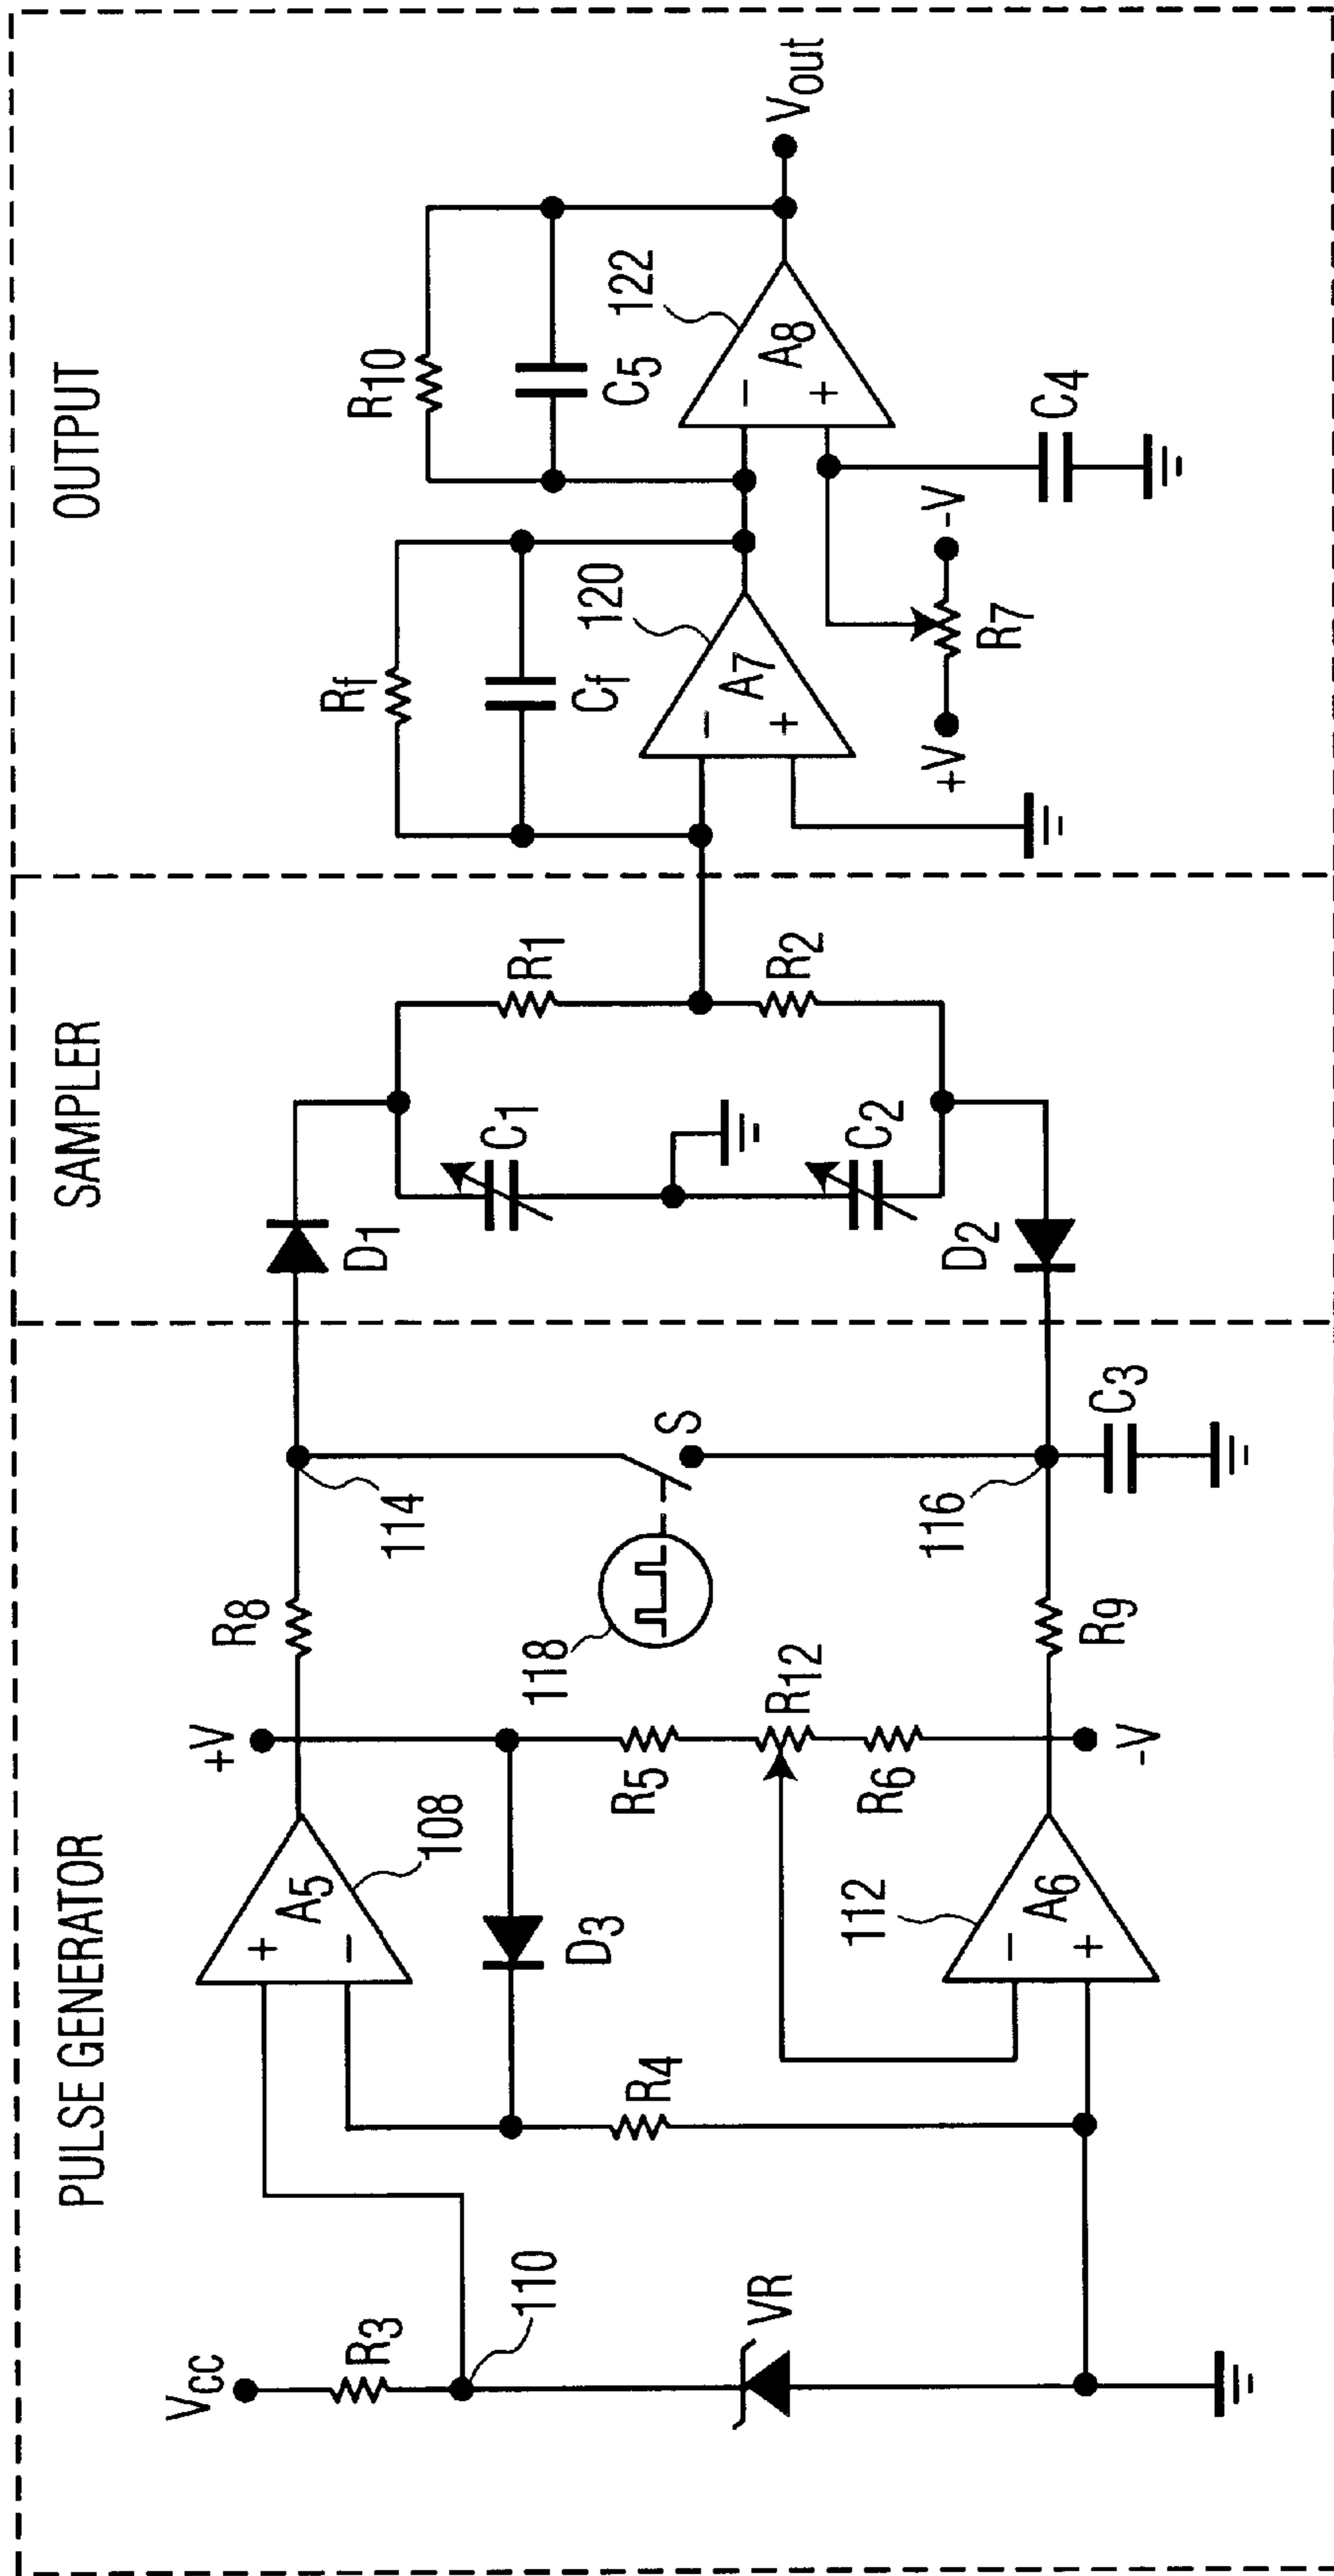 PULSE GENERATOR
SAMPLER
OUTPUT
VCC
R3
110
VR
+
−
A5
108
+V
D3
R4
R5
R12
R6
-V
112
−
+
A6
R8
R9
114
118
S
116
C3
D1
D2
C1
C2
R1
R2
Rf
Cf
120
−
+
A7
+V
R7
-V
R10
C5
122
−
+
A8
C4
Vout